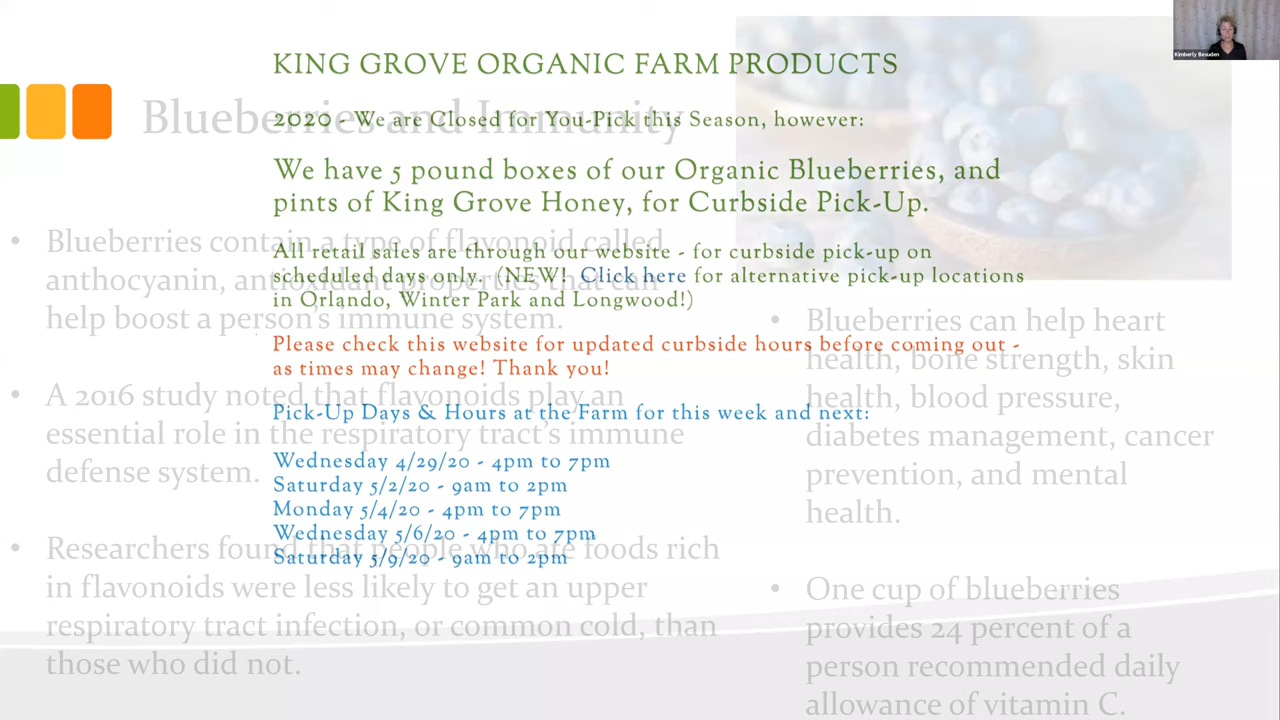 KING GROVE ORGANIC FARM PRODUCTS
2020 - We are Closed for You-Pick this Season, however:
We have 5 pound boxes of our Organic Blueberries, and
pints of King Grove Honey, for Curbside Pick-Up.
All retail sales are through our website - for curbside pick-up on
scheduled days only. (NEW! Click here for alternative pick-up locations
in Orlando, Winter Park and Longwood!)
Please check this website for updated curbside hours before coming out -
as times may change! Thank you!
Pick-Up Days & Hours at the Farm for this week and next:
Wednesday 4/29/20 - 4pm to 7pm
Saturday 5/2/20 - 9am to 2pm
Monday 5/4/20 - 4pm to 7pm
Wednesday 5/6/20 - 4pm to 7pm
Saturday 5/9/20 - 9am to 2pm
Blueberries and Immunity
• Blueberries contain a type of flavonoid called
anthocyanin, antioxidant properties that can
help boost a person's immune system.
• A 2016 study noted that flavonoids play an
essential role in the respiratory tract's immune
defense system.
• Researchers found that people who ate foods rich
in flavonoids were less likely to get an upper
respiratory tract infection, or common cold, than
those who did not.
• Blueberries can help heart
health, bone strength, skin
health, blood pressure,
diabetes management, cancer
prevention, and mental
health.
• One cup of blueberries
provides 24 percent of a
person recommended daily
allowance of vitamin C.
Kimberly Besuden